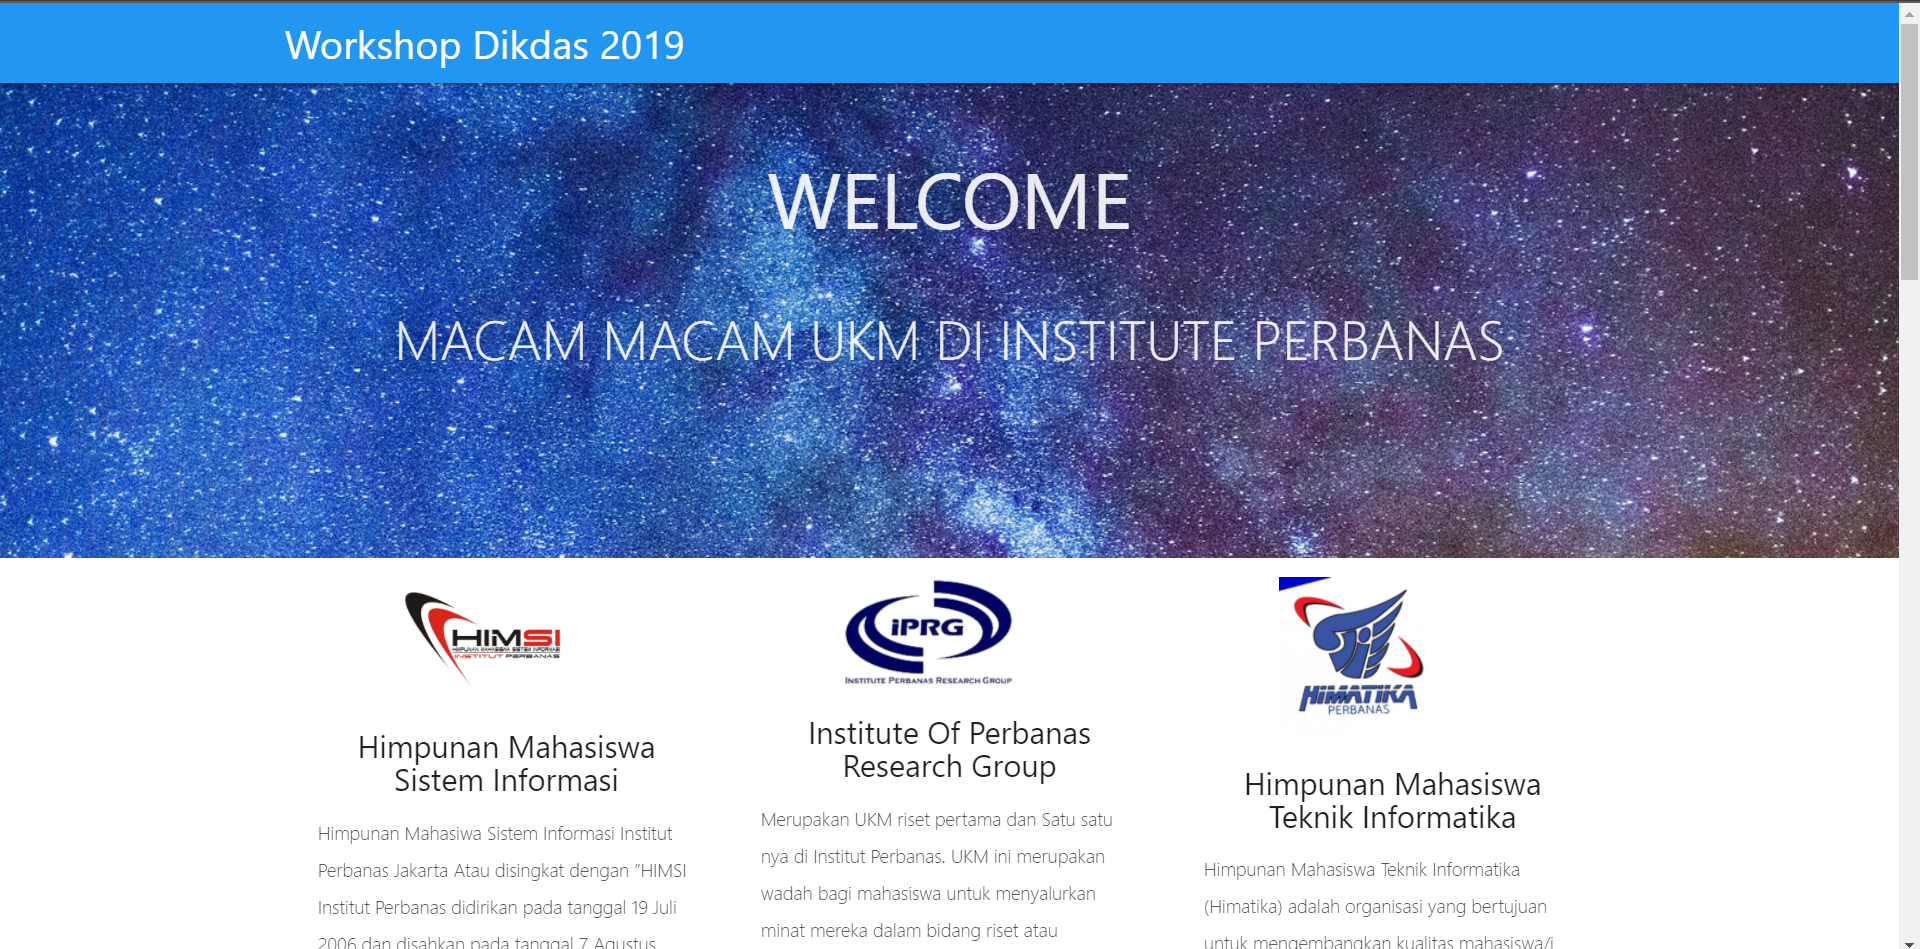 Workshop Dikdas 2019
WELCOME
MACAM MACAM UKM DI INSTITUTE PERBANAS
HIMSI
HIMPUNAN MAHASISWA SISTEM INFORMASI
INSTITUT PERBANAS
Himpunan Mahasiswa
Sistem Informasi
Himpunan Mahasiwa Sistem Informasi Institut
Perbanas Jakarta Atau disingkat dengan "HIMSI
Institut Perbanas didirikan pada tanggal 19 Juli
2006 dan disahkan pada tanggal 7 Agustus
iPRG
INSTITUTE PERBANAS RESEARCH GROUP
Institute Of Perbanas
Research Group
Merupakan UKM riset pertama dan Satu satu
nya di Institut Perbanas. UKM ini merupakan
wadah bagi mahasiswa untuk menyalurkan
minat mereka dalam bidang riset atau
HIMATIKA
PERBANAS
Himpunan Mahasiswa
Teknik Informatika
Himpunan Mahasiswa Teknik Informatika
(Himatika) adalah organisasi yang bertujuan
untuk mengembangkan kualitas mahasiswa/i